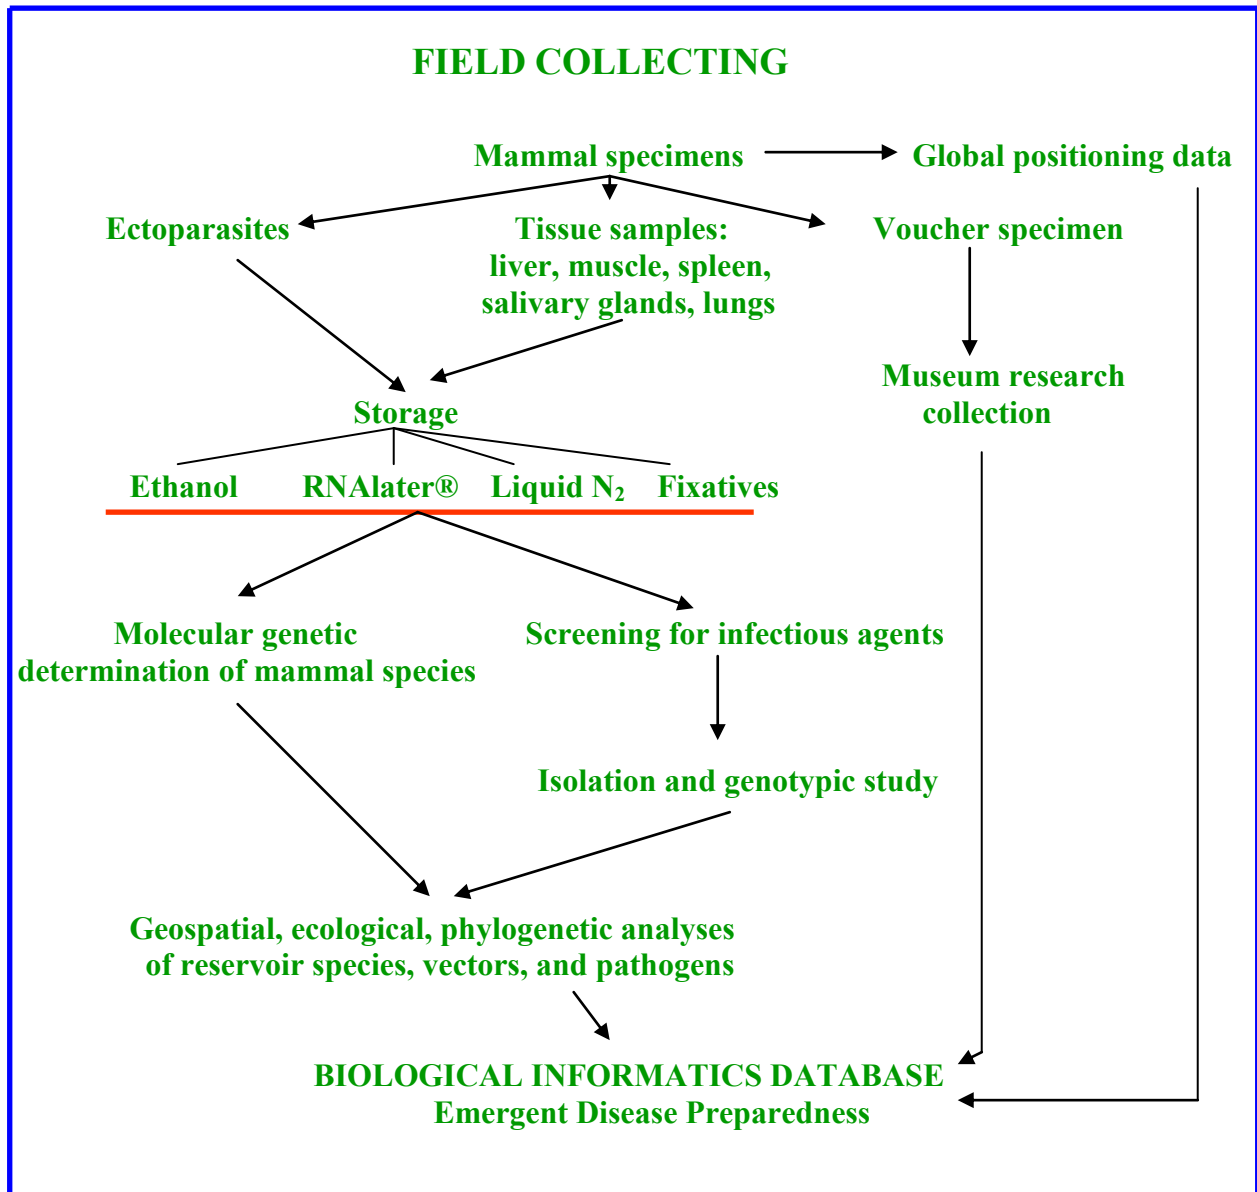 FIELD COLLECTING
Mammal specimens
Global positioning data
Ectoparasites
Tissue samples:
liver, muscle, spleen,
salivary glands, lungs
Voucher specimen
Museum research
collection
Storage
Ethanol
RNAlater®
Liquid N₂
Fixatives
Molecular genetic
determination of mammal species
Screening for infectious agents
Isolation and genotypic study
Geospatial, ecological, phylogenetic analyses
of reservoir species, vectors, and pathogens
BIOLOGICAL INFORMATICS DATABASE
Emergent Disease Preparedness